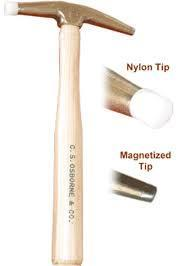 Nylon Tip
Magnetized
Tip
C. S. OSBORNE & CO.